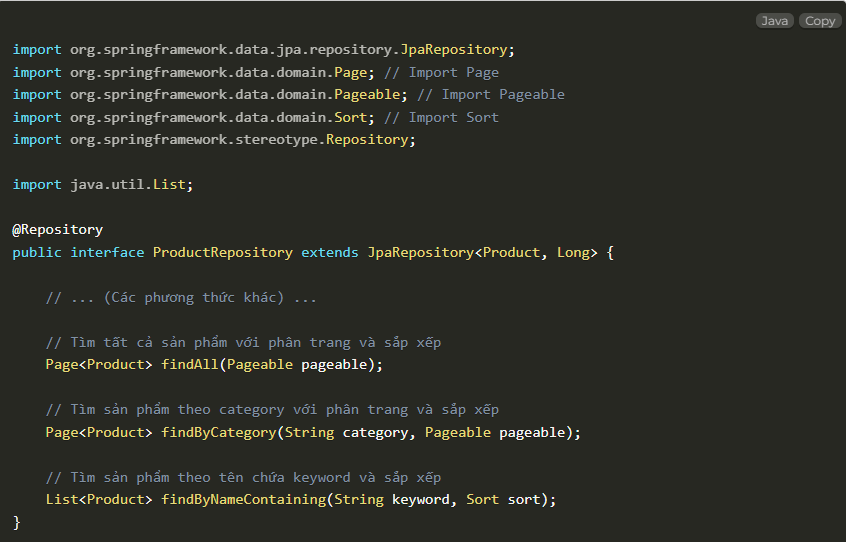 Java Copy
import org.springframework.data.jpa.repository.JpaRepository;
import org.springframework.data.domain.Page; // Import Page
import org.springframework.data.domain.Pageable; // Import Pageable
import org.springframework.data.domain.Sort; // Import Sort
import org.springframework.stereotype.Repository;
import java.util.List;
@Repository
public interface ProductRepository extends JpaRepository<Product, Long> {
// ... (Các phương thức khác) ...
// Tìm tất cả sản phẩm với phân trang và sắp xếp
Page<Product> findAll(Pageable pageable);
// Tìm sản phẩm theo category với phân trang và sắp xếp
Page<Product> findByCategory(String category, Pageable pageable);
// Tìm sản phẩm theo tên chứa keyword và sắp xếp
List<Product> findByNameContaining(String keyword, Sort sort);
}